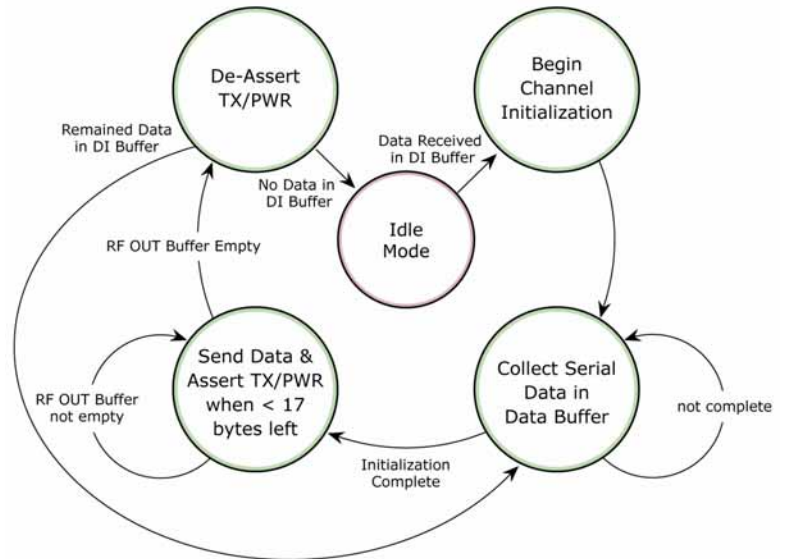 De-Assert
TX/PWR
Begin
Channel
Initialization
Remained Data
in DI Buffer
Data Received
in DI Buffer
No Data in
DI Buffer
Idle
Mode
RF OUT Buffer Empty
Send Data &
Assert TX/PWR
when < 17
bytes left
Collect Serial
Data in
Data Buffer
RF OUT Buffer
not empty
not complete
Initialization
Complete